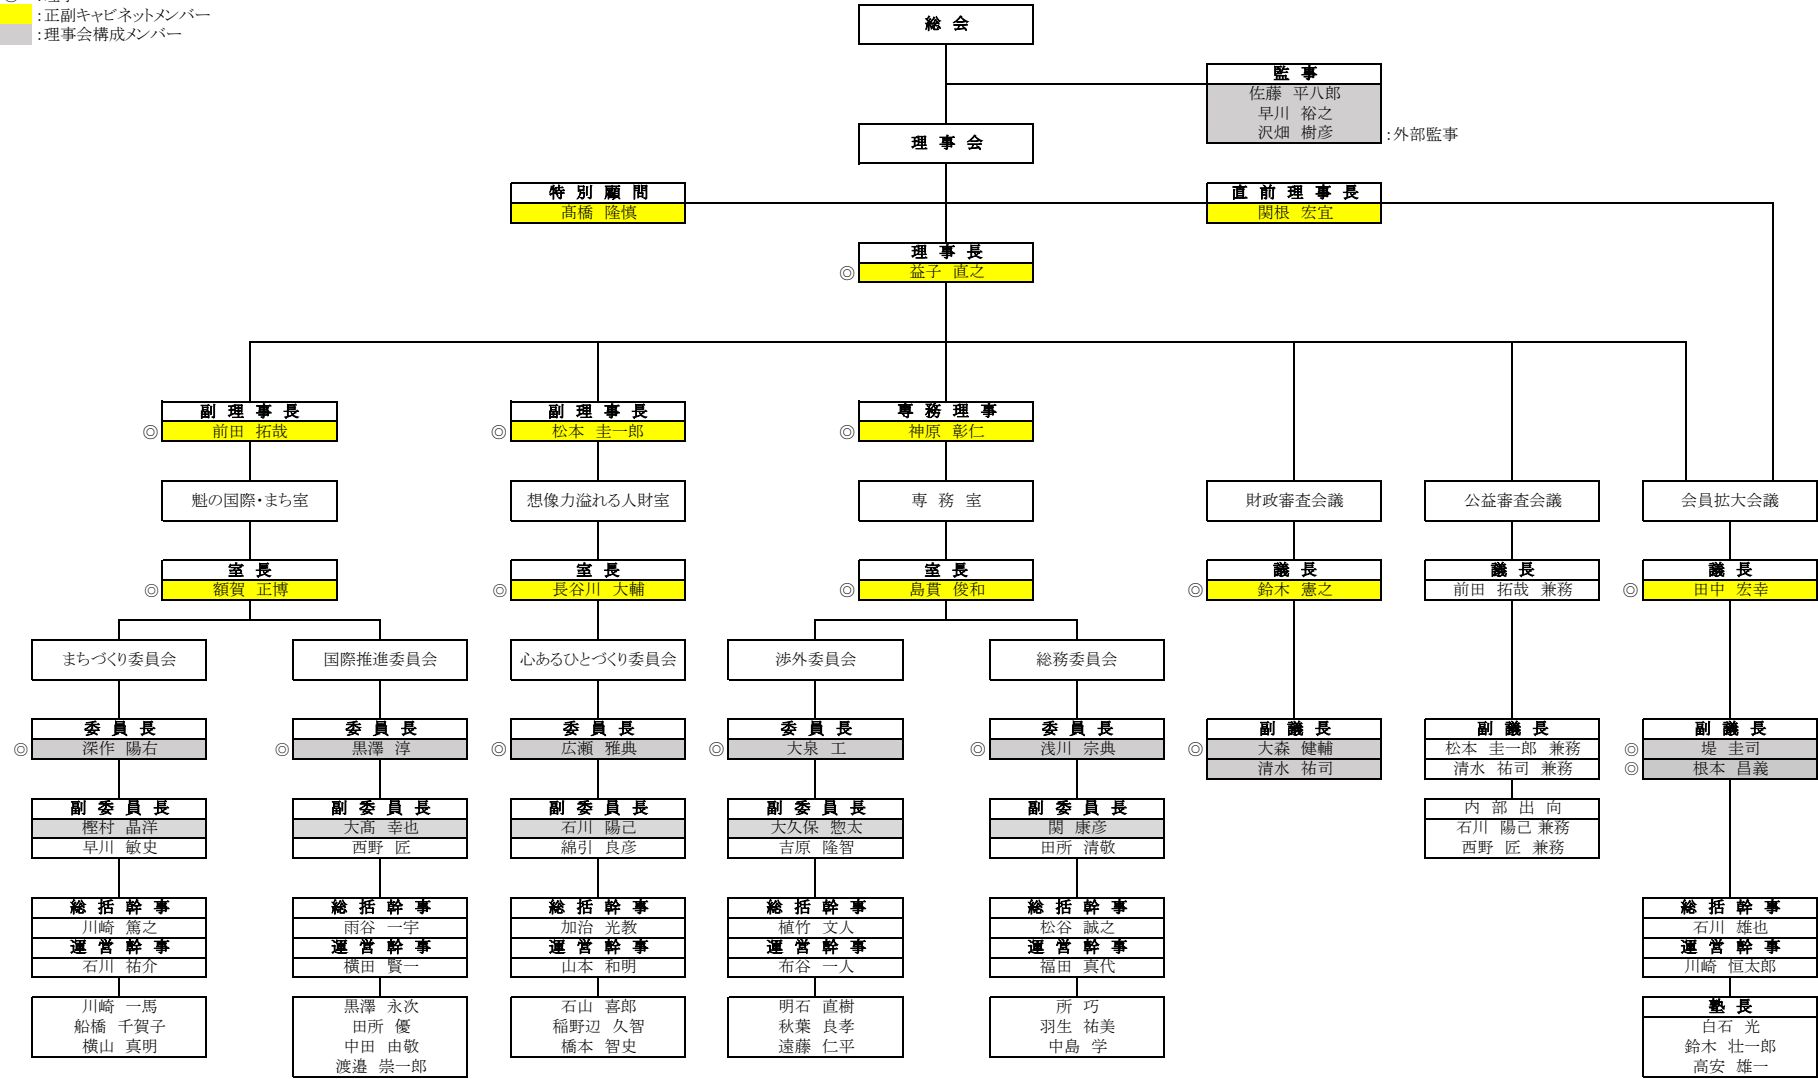 :正副キャビネットメンバー
:理事会構成メンバー
総 会
監 事
佐藤 平八郎
早川 裕之
沢畑 樹彦
:外部監事
理 事 会
特 別 顧 問
髙橋 隆慎
直 前 理 事 長
関根 宏宜
理 事 長
◎ 益子 直之
副 理 事 長
◎ 前田 拓哉
副 理 事 長
◎ 松本 圭一郎
専 務 理 事
◎ 神原 彰仁
魁の国際・まち室
想像力溢れる人財室
専 務 室
財政審査会議
公益審査会議
会員拡大会議
室 長
◎ 額賀 正博
室 長
◎ 長谷川 大輔
室 長
◎ 島貫 俊和
議 長
◎ 鈴木 憲之
議 長
前田 拓哉 兼務
議 長
◎ 田中 宏幸
まちづくり委員会
国際推進委員会
心あるひとづくり委員会
渉外委員会
総務委員会
委 員 長
◎ 深作 陽右
委 員 長
◎ 黒澤 淳
委 員 長
◎ 広瀬 雅典
委 員 長
◎ 大泉 工
委 員 長
◎ 浅川 宗典
副 議 長
◎ 大森 健輔
清水 祐司
副 議 長
松本 圭一郎 兼務
清水 祐司 兼務
副 議 長
◎ 堤 圭司
◎ 根本 昌義
副 委 員 長
樫村 晶洋
早川 敏史
副 委 員 長
大髙 幸也
西野 匠
副 委 員 長
石川 陽己
綿引 良彦
副 委 員 長
大久保 惣太
吉原 隆智
副 委 員 長
関 康彦
田所 清敬
内 部 出 向
石川 陽己 兼務
西野 匠 兼務
総 括 幹 事
川崎 篤之
運 営 幹 事
石川 祐介
総 括 幹 事
雨谷 一宇
運 営 幹 事
横田 賢一
総 括 幹 事
加治 光教
運 営 幹 事
山本 和明
総 括 幹 事
植竹 文人
運 営 幹 事
布谷 一人
総 括 幹 事
松谷 誠之
運 営 幹 事
福田 真代
総 括 幹 事
石川 雄也
運 営 幹 事
川崎 恒太郎
川崎 一馬
船橋 千賀子
横山 真明
黒澤 永次
田所 優
中田 由敬
渡邉 崇一郎
石山 喜郎
稲野辺 久智
橋本 智史
明石 直樹
秋葉 良孝
遠藤 仁平
所 巧
羽生 祐美
中島 学
塾 長
白石 光
鈴木 壮一郎
高安 雄一